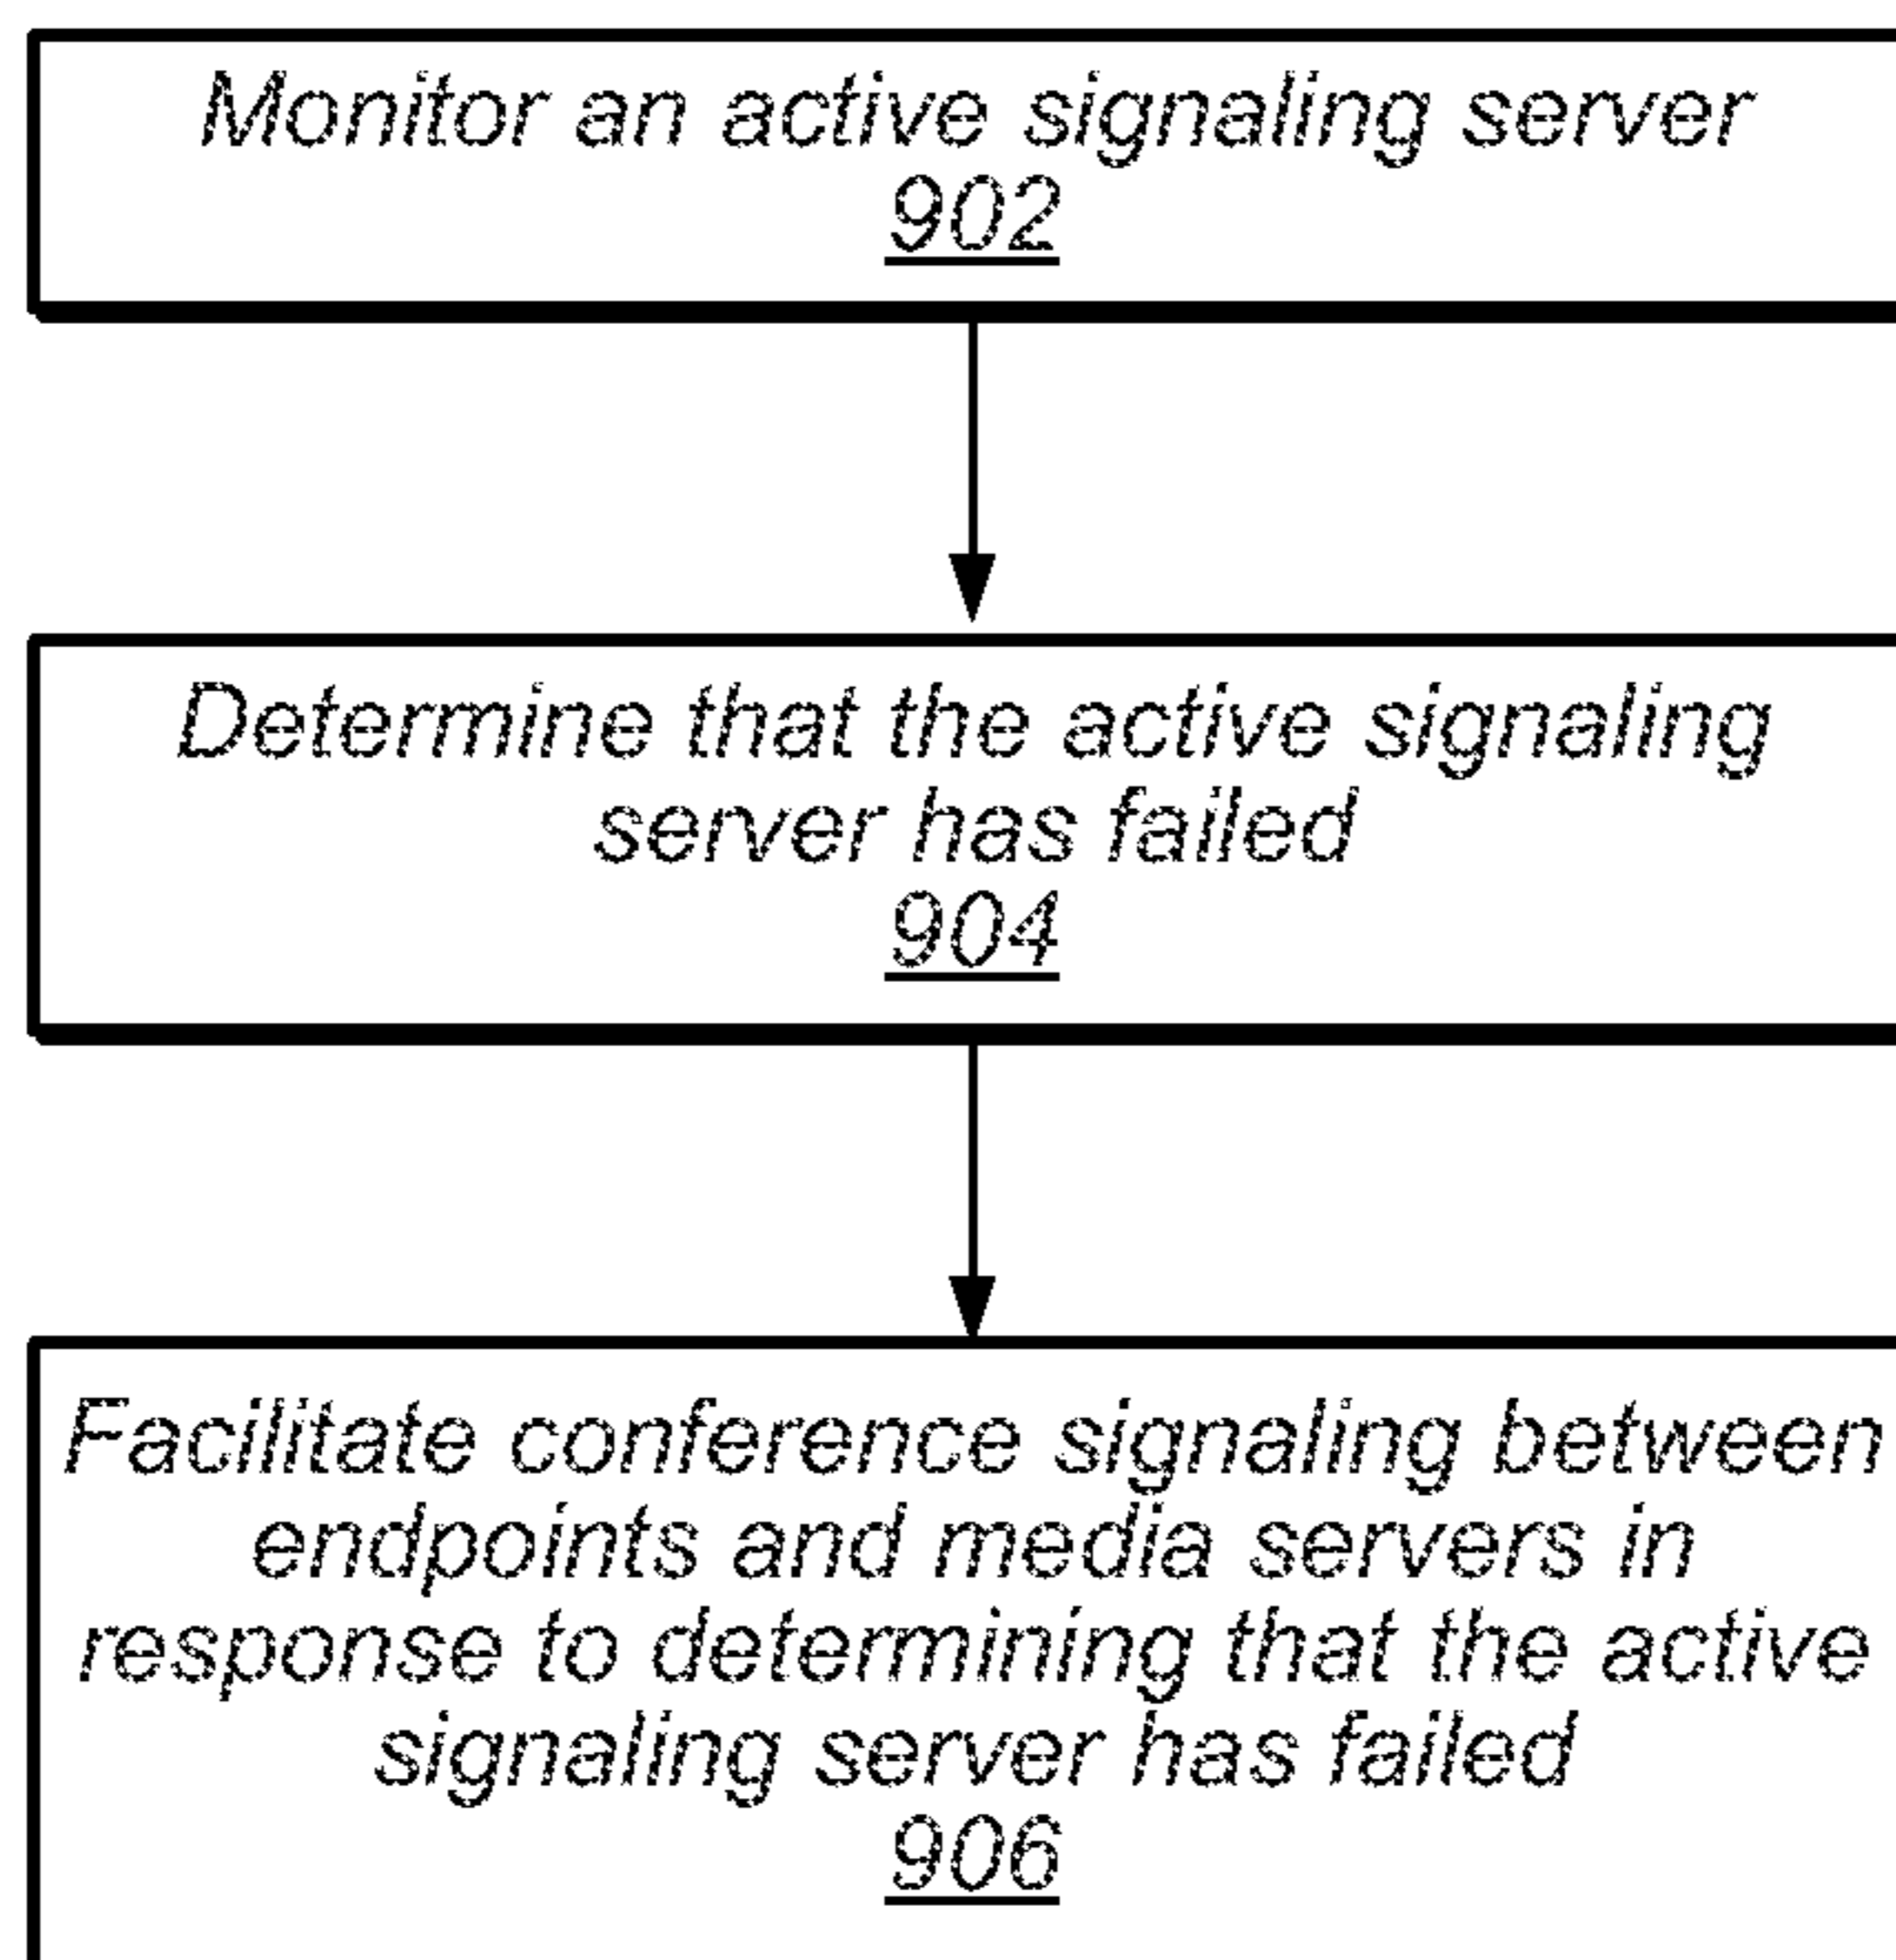 Monitor an active signaling server
902
Determine that the active signaling
server has failed
904
Facilitate conference signaling between
endpoints and media servers in
response to determining that the active
signaling server has failed
906